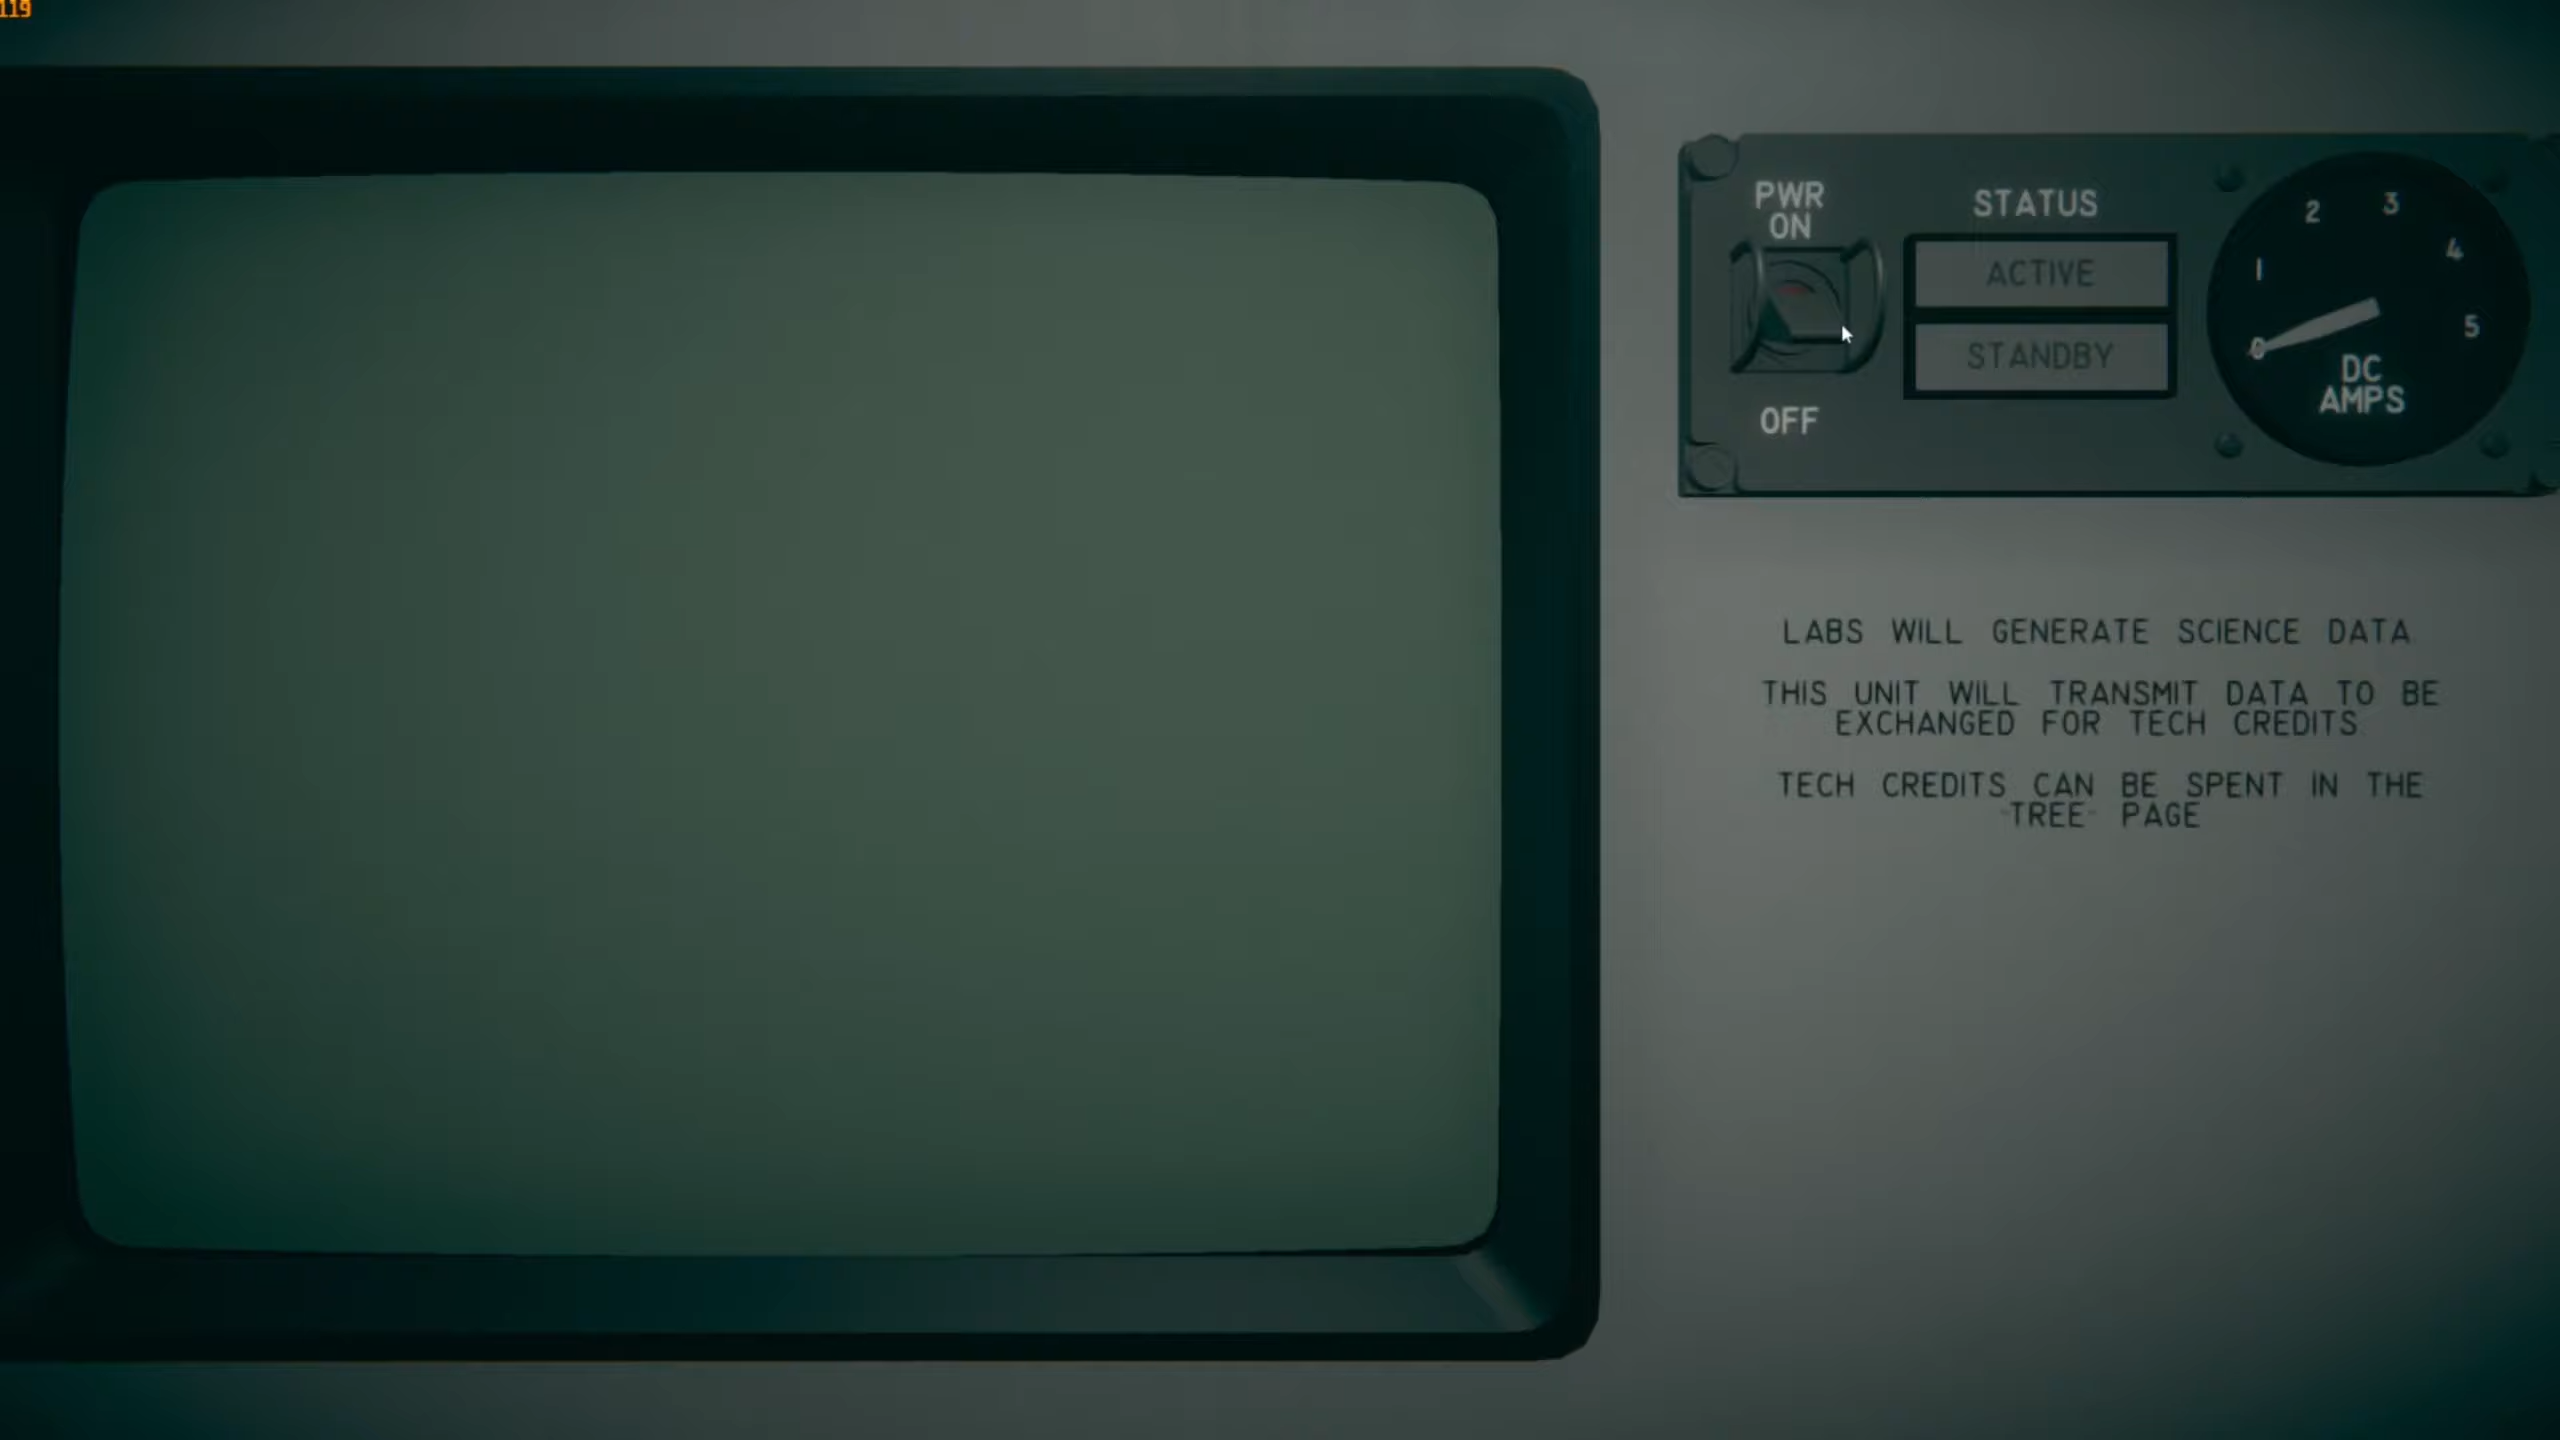 119
PWR
ON
OFF
STATUS
ACTIVE
STANDBY
0
1
2
3
4
5
DC
AMPS
LABS WILL GENERATE SCIENCE DATA
THIS UNIT WILL TRANSMIT DATA TO BE
EXCHANGED FOR TECH CREDITS
TECH CREDITS CAN BE SPENT IN THE
"TREE" PAGE